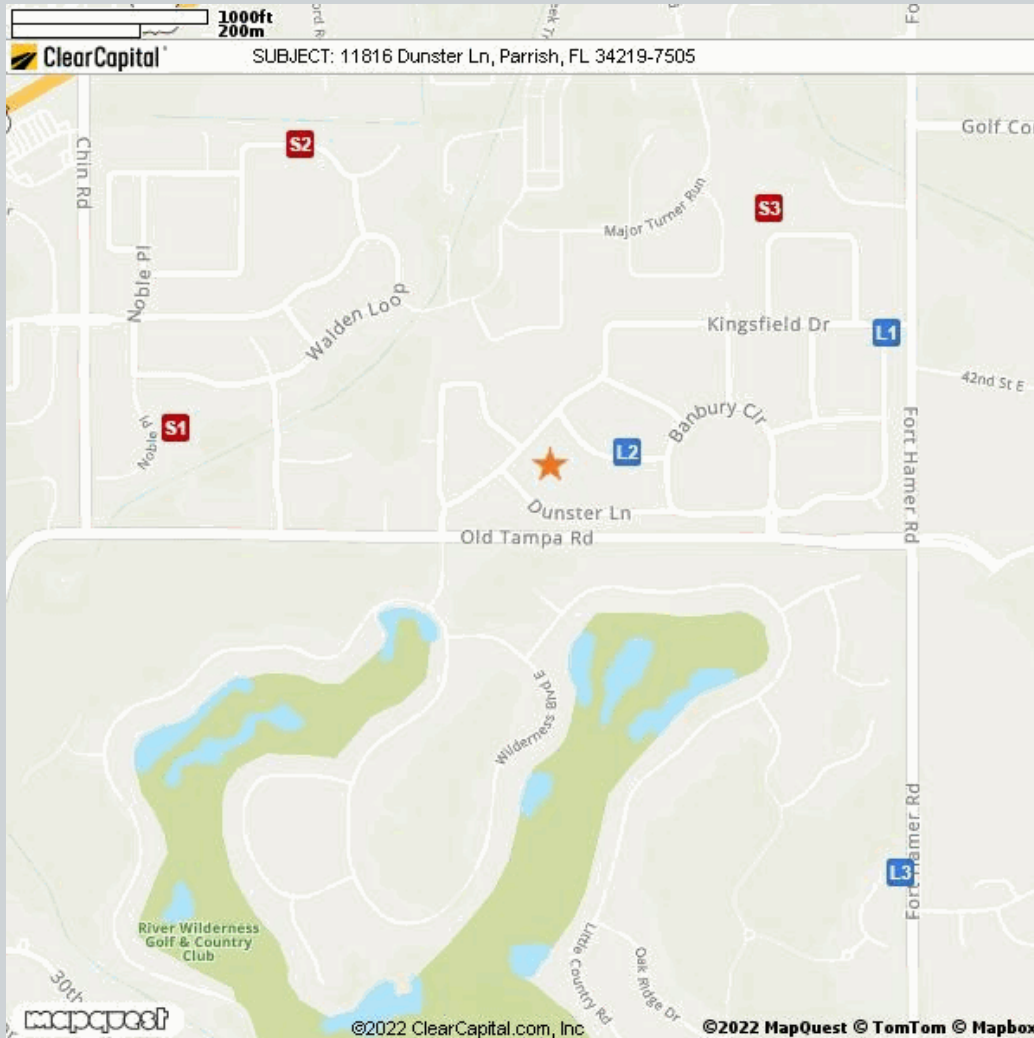 1000ft
200m
ord R
Fo
ClearCapital
SUBJECT: 11816 Dunster Ln, Parrish, FL 34219-7505
Chin Rd
S2
Golf Co
Major Turner Run
S3
Noble Pl
Walden Loop
Kingsfield Dr
L1
42nd St E
Noble Pl
S1
Banbury Cir
L2
Fort Hamer Rd
Dunster Ln
Old Tampa Rd
Wilderness Blvd E
Fort Hamer Rd
L3
River Wilderness
Golf & Country
Club
Little Country Rd
Oak Ridge Dr
30th
mapquest
©2022 ClearCapital.com, Inc
©2022 MapQuest © TomTom © Mapbox